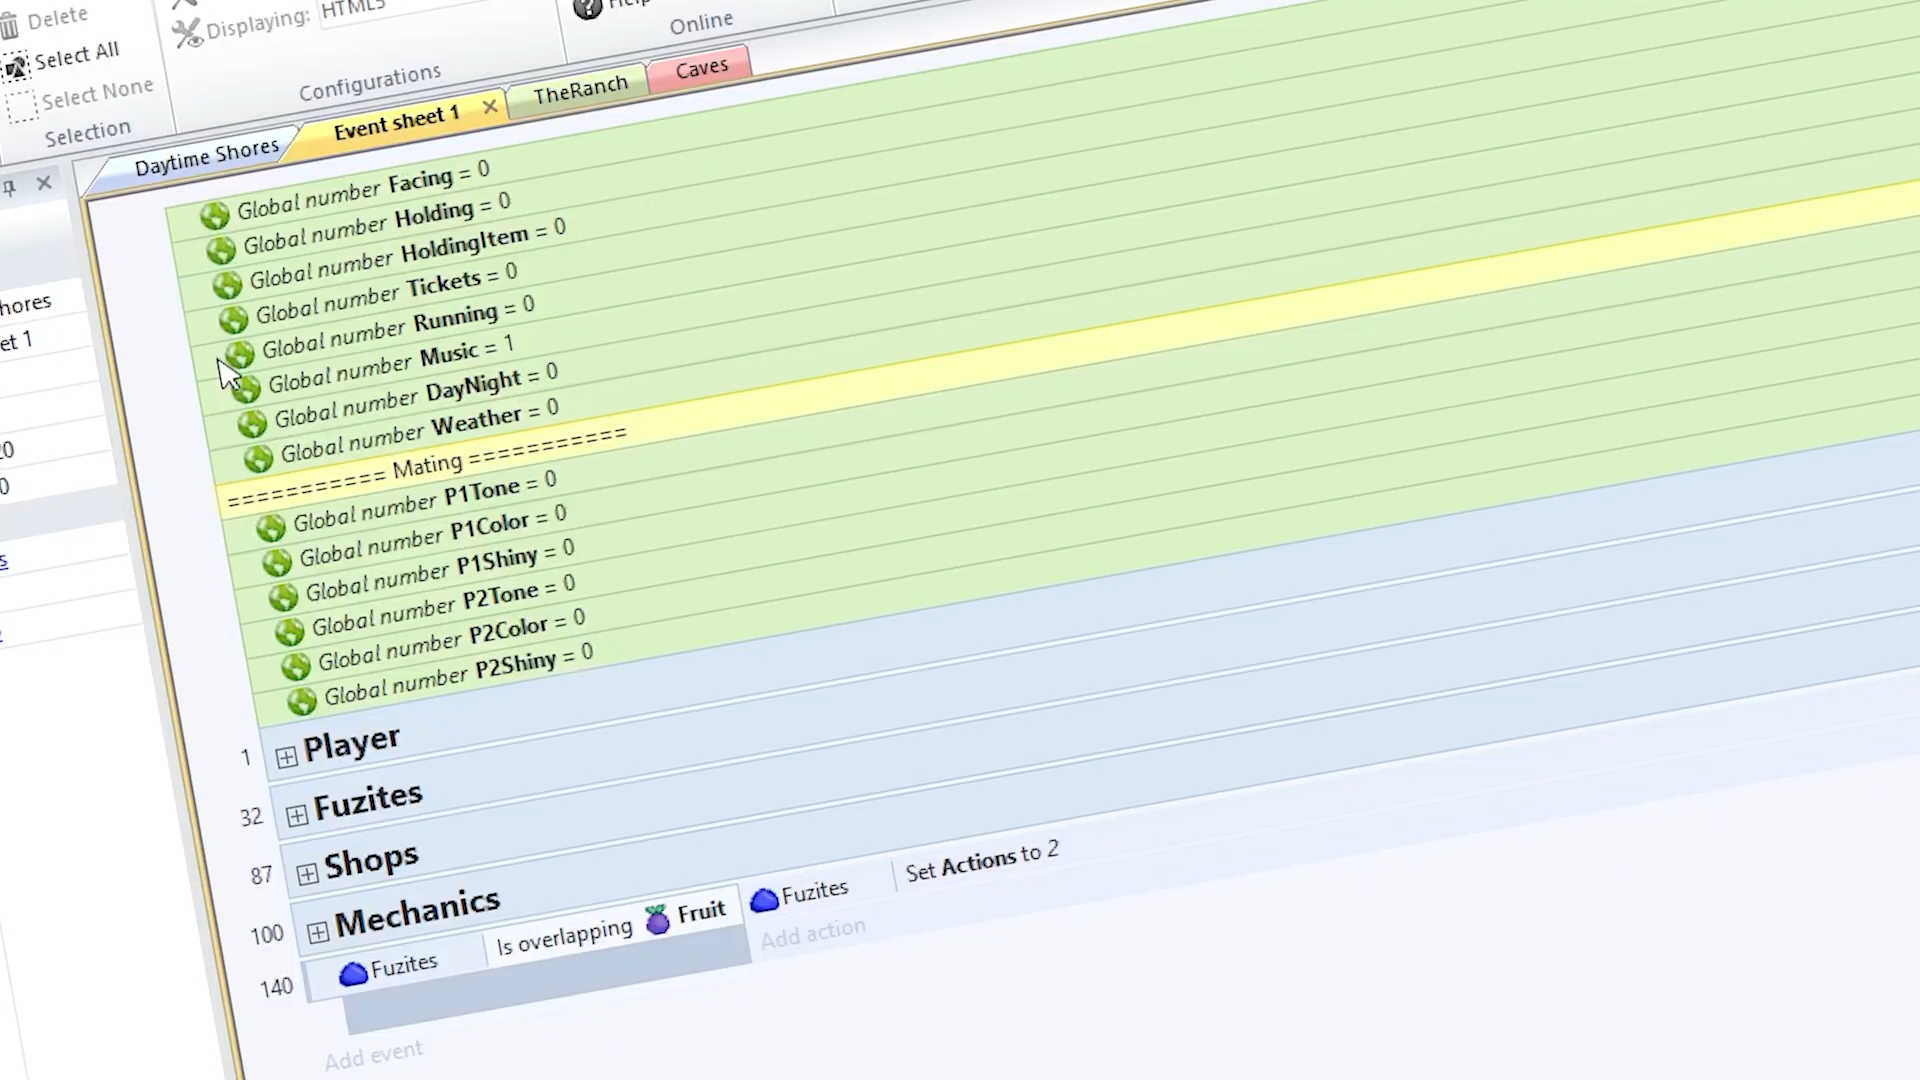 Delete
Select All
Select None
Selection
Displaying:
HTML5
Configurations
Online
Daytime Shores
Event sheet 1
TheRanch
Caves
Global number Facing = 0
Global number Holding = 0
Global number HoldingItem = 0
Global number Tickets = 0
Global number Running = 0
Global number Music = 1
Global number DayNight = 0
Global number Weather = 0
=========== Mating ===========
Global number P1Tone = 0
Global number P1Color = 0
Global number P1Shiny = 0
Global number P2Tone = 0
Global number P2Color = 0
Global number P2Shiny = 0
1 Player
32 Fuzites
87 Shops
100 Mechanics
140 Fuzites Is overlapping Fruit Fuzites Set Actions to 2
Add action
Add event
hores
et 1
20
0
s